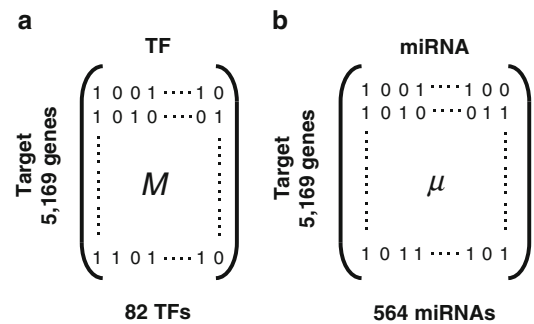 a
TF
Target
5,169 genes
1 0 0 1 ····· 1 0
1 0 1 0 ····· 0 1
M
1 1 0 1 ····· 1 0
82 TFs
b
miRNA
Target
5,169 genes
1 0 0 1 ····· 1 0 0
1 0 1 0 ····· 0 1 1
μ
1 0 1 1 ····· 1 0 1
564 miRNAs